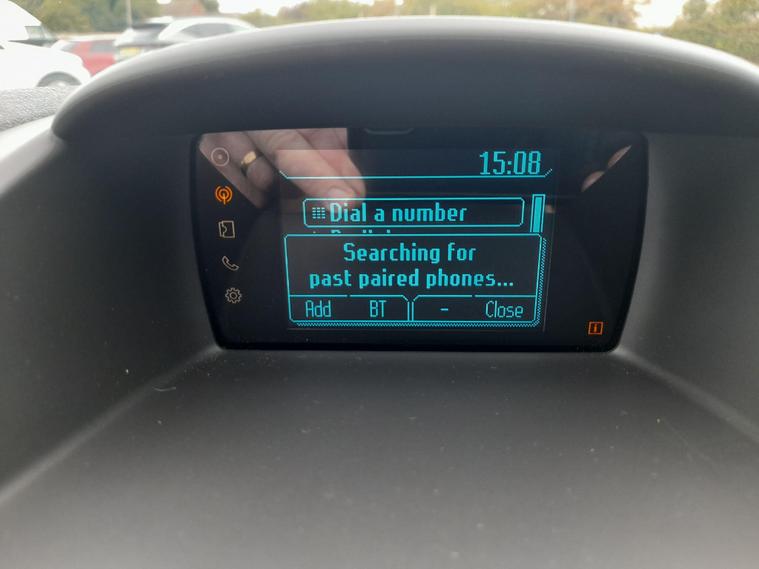 15:08
Dial a number
Searching for
past paired phones...
Add BT - Close
i